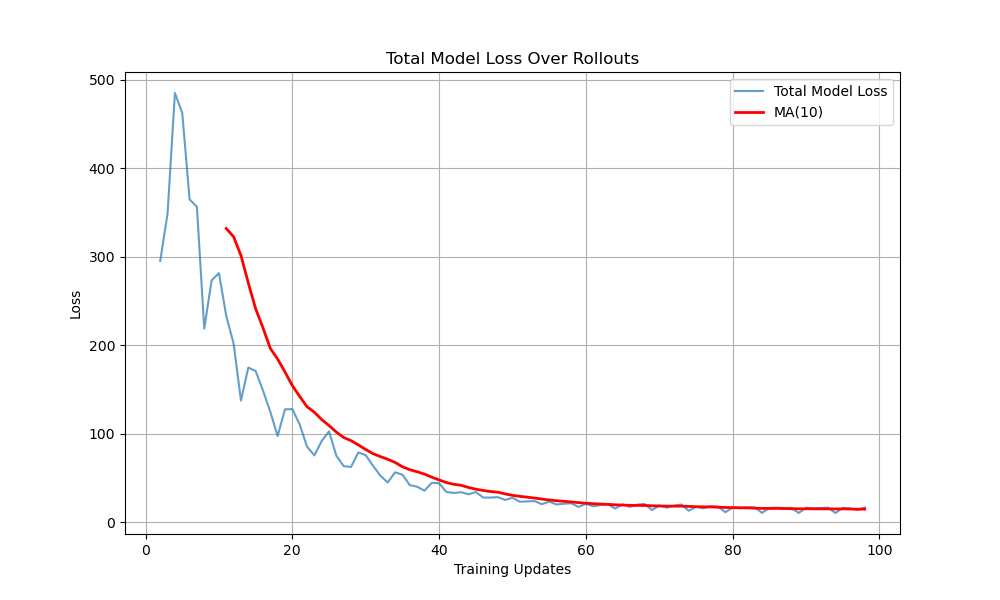 Total Model Loss Over Rollouts
Total Model Loss
MA(10)
500
400
300
200
100
0
Loss
0 20 40 60 80 100
Training Updates